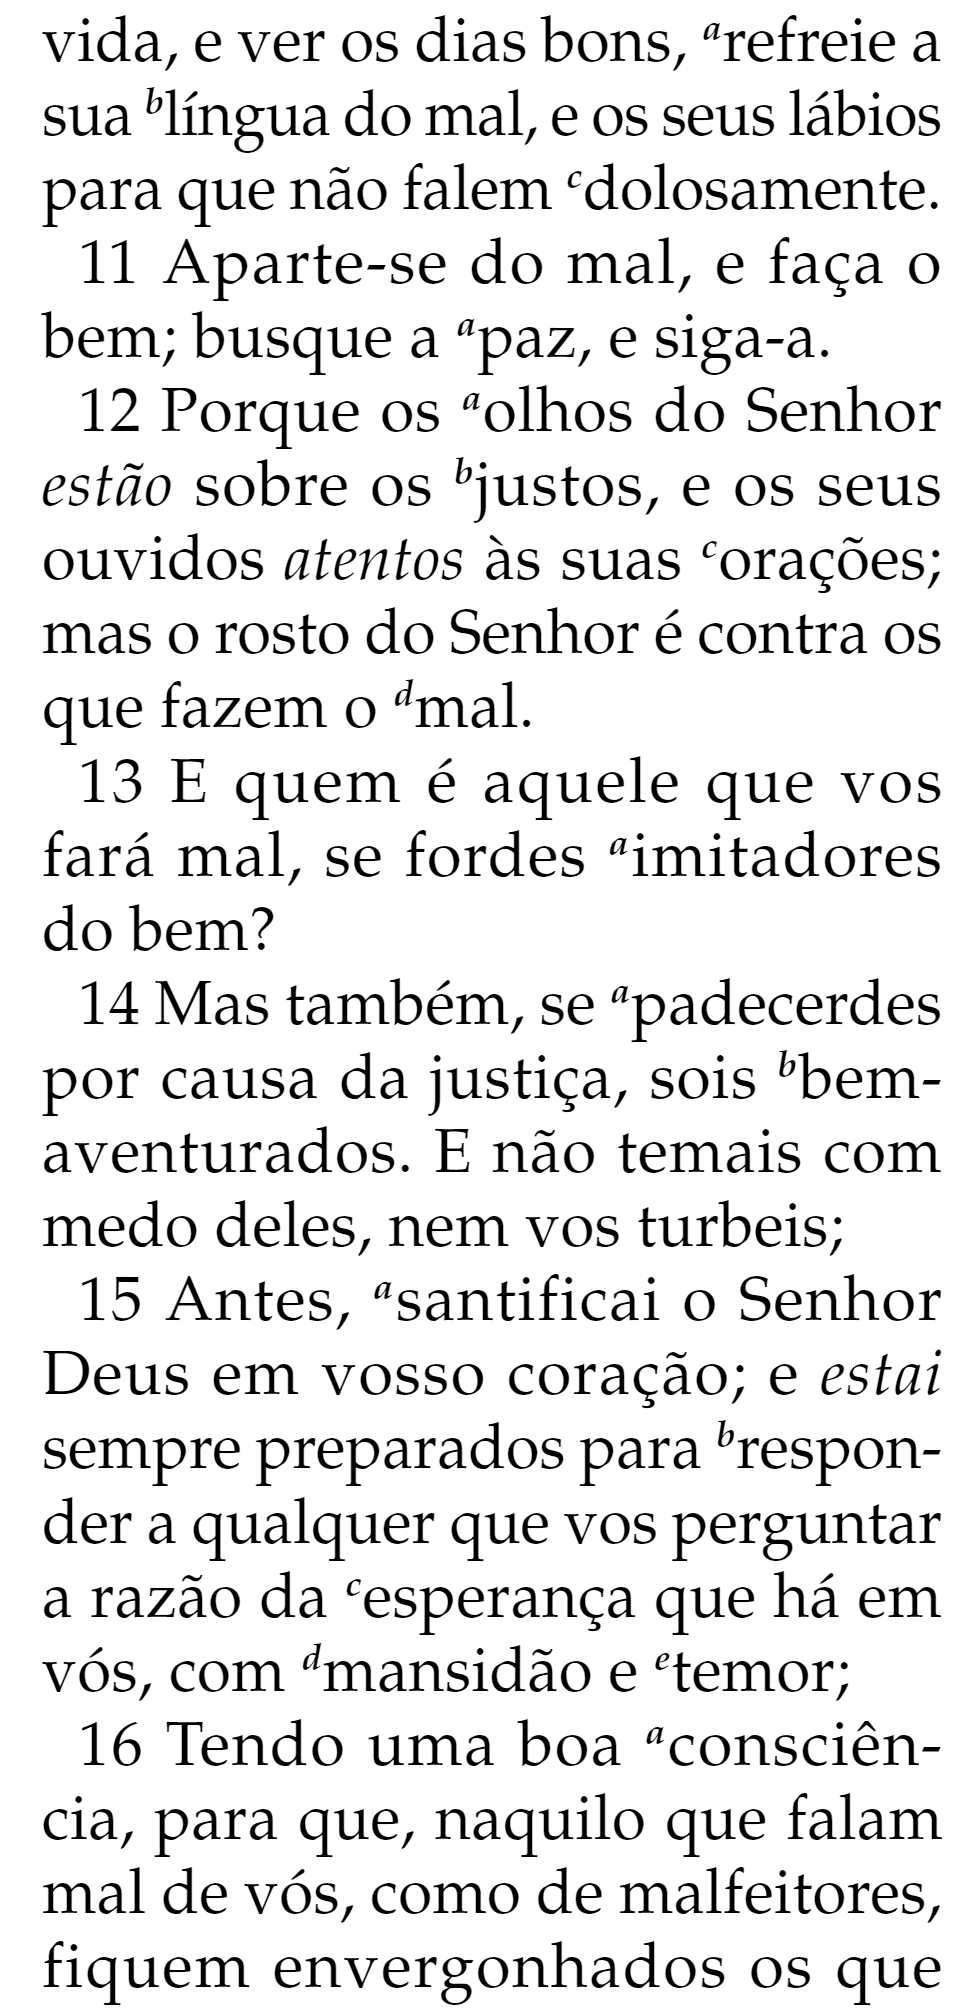 vida, e ver os dias bons, ᵃrefreie a
sua ᵇlíngua do mal, e os seus lábios
para que não falem ᶜdolosamente.
11 Aparte-se do mal, e faça o
bem; busque a ᵃpaz, e siga-a.
12 Porque os ᵃolhos do Senhor
estão sobre os ᵇjustos, e os seus
ouvidos atentos às suas ᶜorações;
mas o rosto do Senhor é contra os
que fazem o ᵈmal.
13 E quem é aquele que vos
fará mal, se fordes ᵃimitadores
do bem?
14 Mas também, se ᵃpadecerdes
por causa da justiça, sois ᵇbem-
aventurados. E não temais com
medo deles, nem vos turbeis;
15 Antes, ᵃsantificai o Senhor
Deus em vosso coração; e estai
sempre preparados para ᵇrespon-
der a qualquer que vos perguntar
a razão da ᶜesperança que há em
vós, com ᵈmansidão e ᵉtemor;
16 Tendo uma boa ᵃconsciên-
cia, para que, naquilo que falam
mal de vós, como de malfeitores,
fiquem envergonhados os que